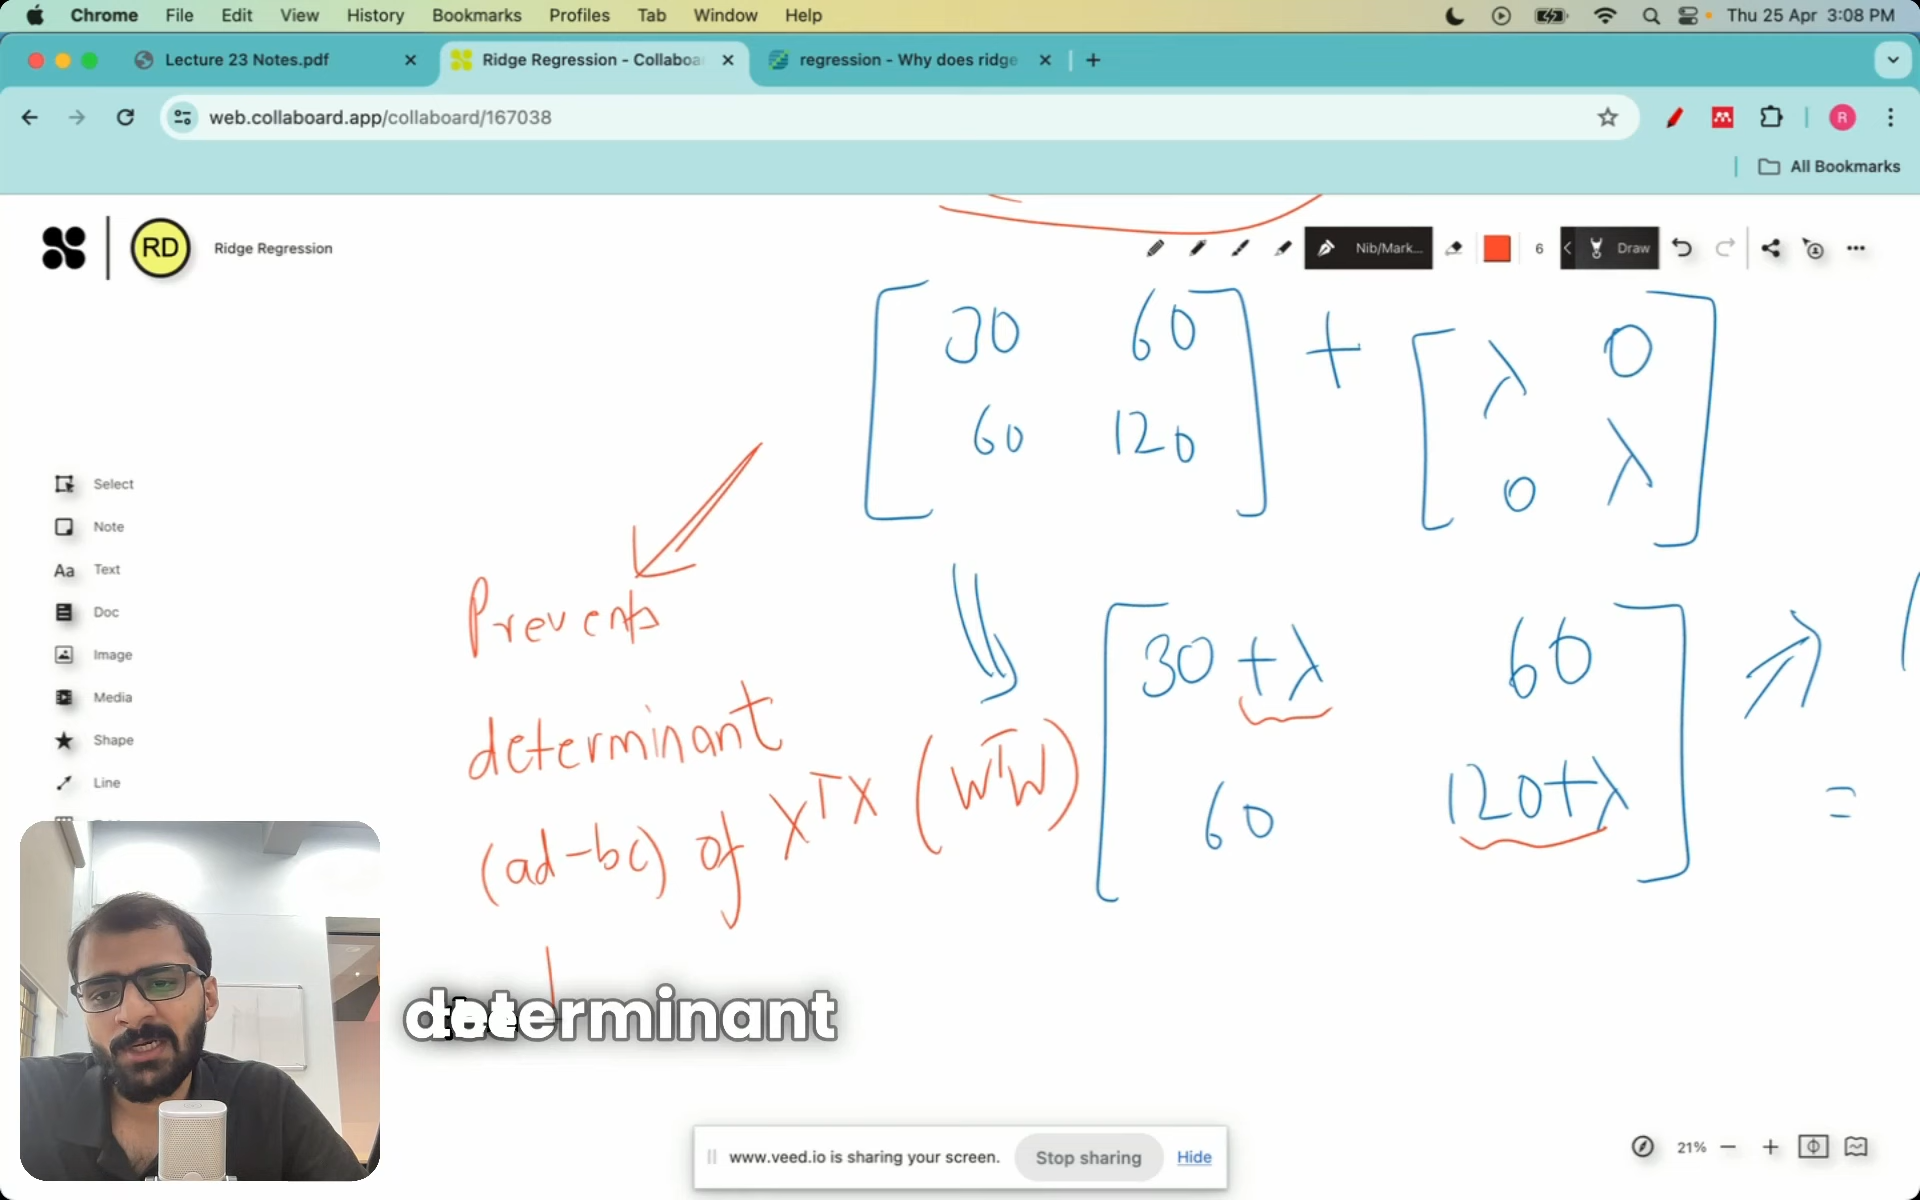 Chrome File Edit View History Bookmarks Profiles Tab Window Help Thu 25 Apr 3:08 PM
Lecture 23 Notes.pdf Ridge Regression - Collaboa regression - Why does ridge
web.collaboard.app/collaboard/167038 R
All Bookmarks
RD Ridge Regression Nib/Mark... 6 Draw
30 60 + λ 0
60 120 0 λ
Select
Note
Text
Doc
Image
Media
Shape
Line
Prevents
determinant
(ad-bc) of XᵀX (WᵀW)
30 +λ 60
60 120+λ =
determinant
www.veed.io is sharing your screen. Stop sharing Hide
21%